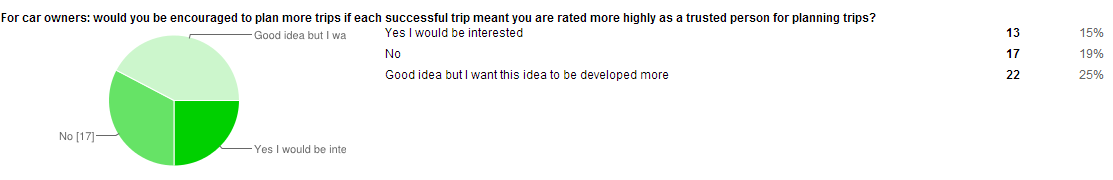 For car owners: would you be encouraged to plan more trips if each successful trip meant you are rated more highly as a trusted person for planning trips?
Good idea but I wa
No [17]
Yes I would be inte
Yes I would be interested 13 15%
No 17 19%
Good idea but I want this idea to be developed more 22 25%